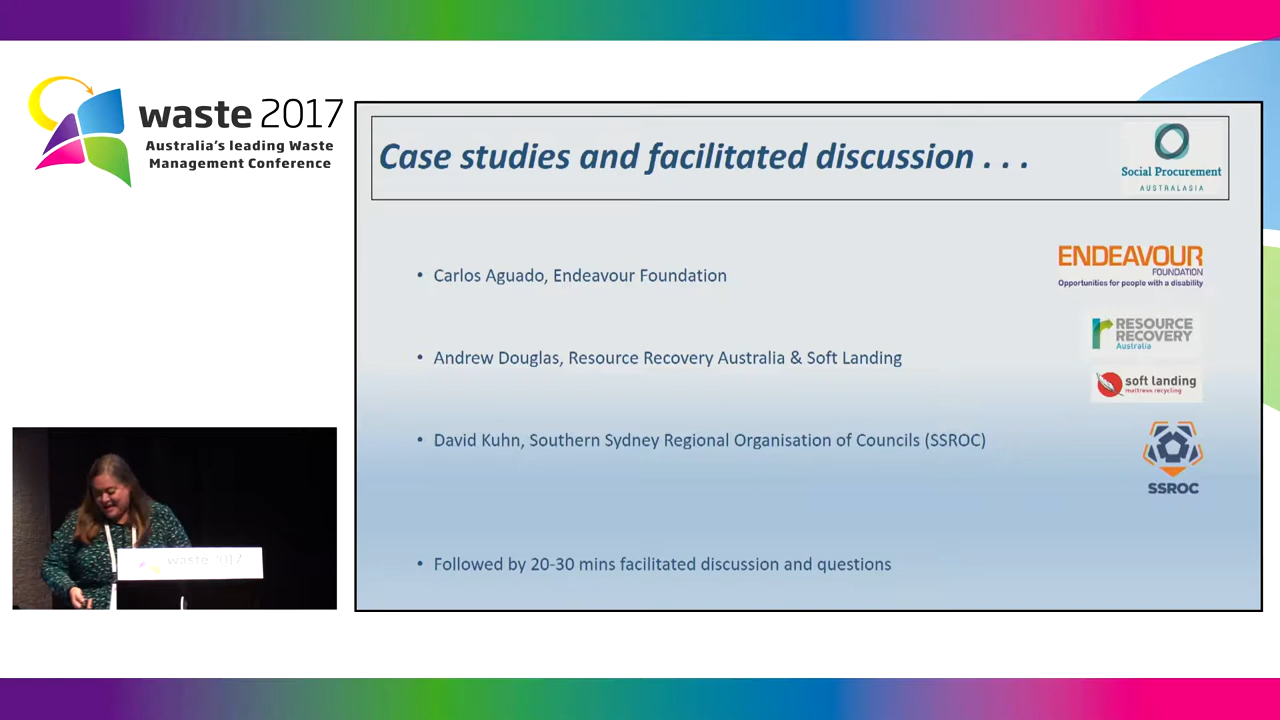 waste 2017
Australia's leading Waste
Management Conference
Case studies and facilitated discussion . . .
Social Procurement
AUSTRALASIA
• Carlos Aguado, Endeavour Foundation
ENDEAVOUR
FOUNDATION
Opportunities for people with a disability
• Andrew Douglas, Resource Recovery Australia & Soft Landing
RESOURCE
RECOVERY
Australia
soft landing
mattress recycling
• David Kuhn, Southern Sydney Regional Organisation of Councils (SSROC)
SSROC
• Followed by 20-30 mins facilitated discussion and questions
waste 2017